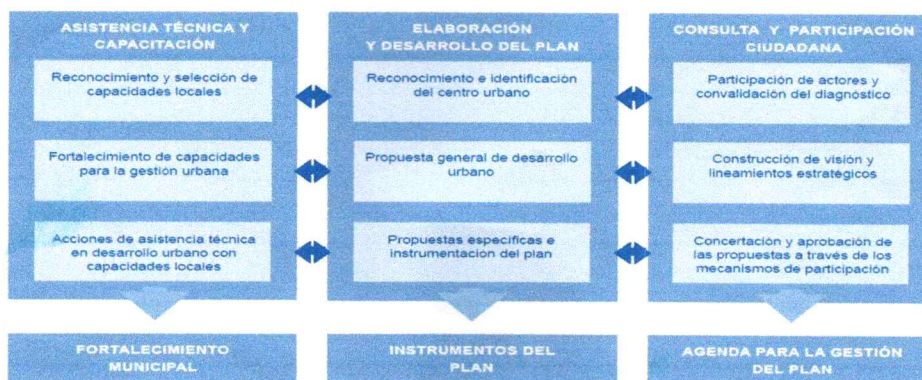 ASISTENCIA TÉCNICA Y
CAPACITACIÓN
Reconocimiento y selección de
capacidades locales
Fortalecimiento de capacidades
para la gestión urbana
Acciones de asistencia técnica
en desarrollo urbano con
capacidades locales
FORTALECIMIENTO
MUNICIPAL
ELABORACIÓN
Y DESARROLLO DEL PLAN
Reconocimiento e identificación
del centro urbano
Propuesta general de desarrollo
urbano
Propuestas específicas e
instrumentación del plan
INSTRUMENTOS DEL
PLAN
CONSULTA Y PARTICIPACIÓN
CIUDADANA
Participación de actores y
convalidación del diagnóstico
Construcción de visión y
lineamientos estratégicos
Concertación y aprobación de
las propuestas a través de los
mecanismos de participación
AGENDA PARA LA GESTIÓN
DEL PLAN